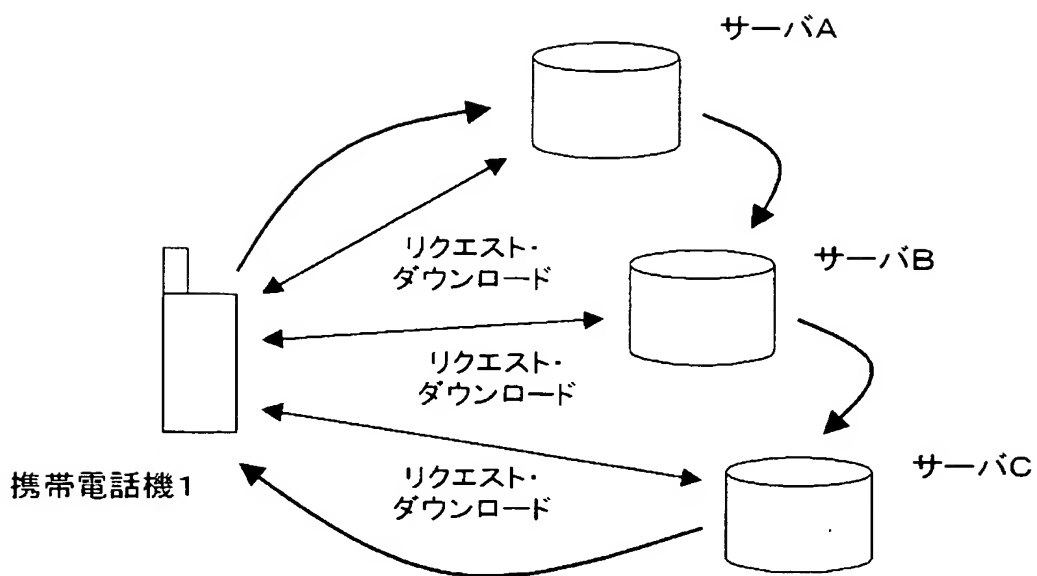 サーバA
リクエスト・
ダウンロード
サーバB
リクエスト・
ダウンロード
携帯電話機1
リクエスト・
ダウンロード
サーバC